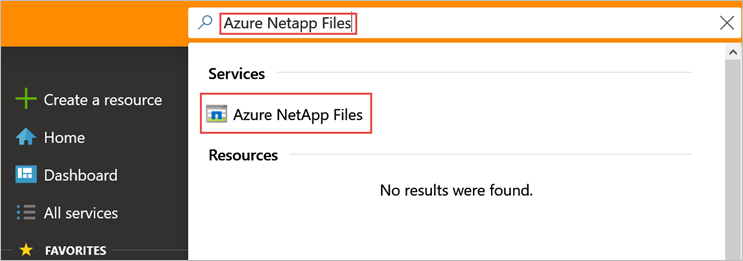 Azure Netapp Files
Services
Create a resource
Azure NetApp Files
Home
Resources
Dashboard
No results were found.
All services
FAVORITES